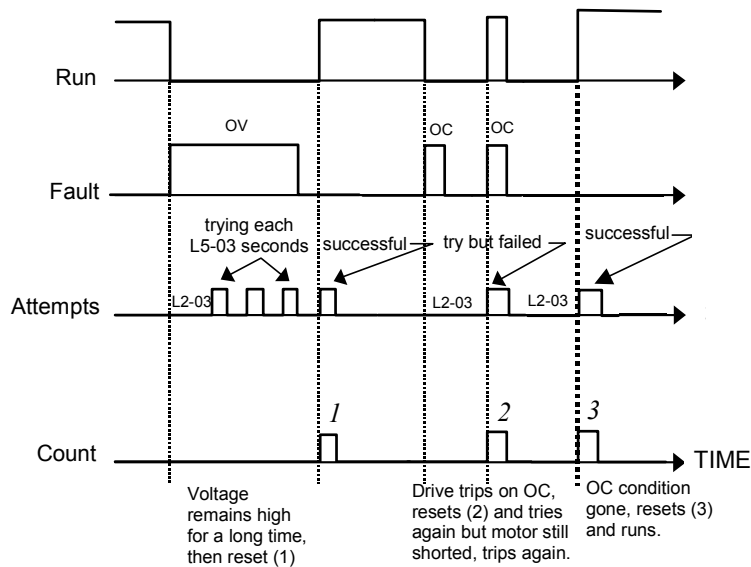 Run
OV
OC
OC
Fault
trying each
L5-03 seconds
successful
try but failed
successful
L2-03
L2-03
L2-03
Attempts
1
2
3
Count
TIME
Voltage
remains high
for a long time,
then reset (1)
Drive trips on OC,
resets (2) and tries
again but motor still
shorted, trips again.
OC condition
gone, resets (3)
and runs.